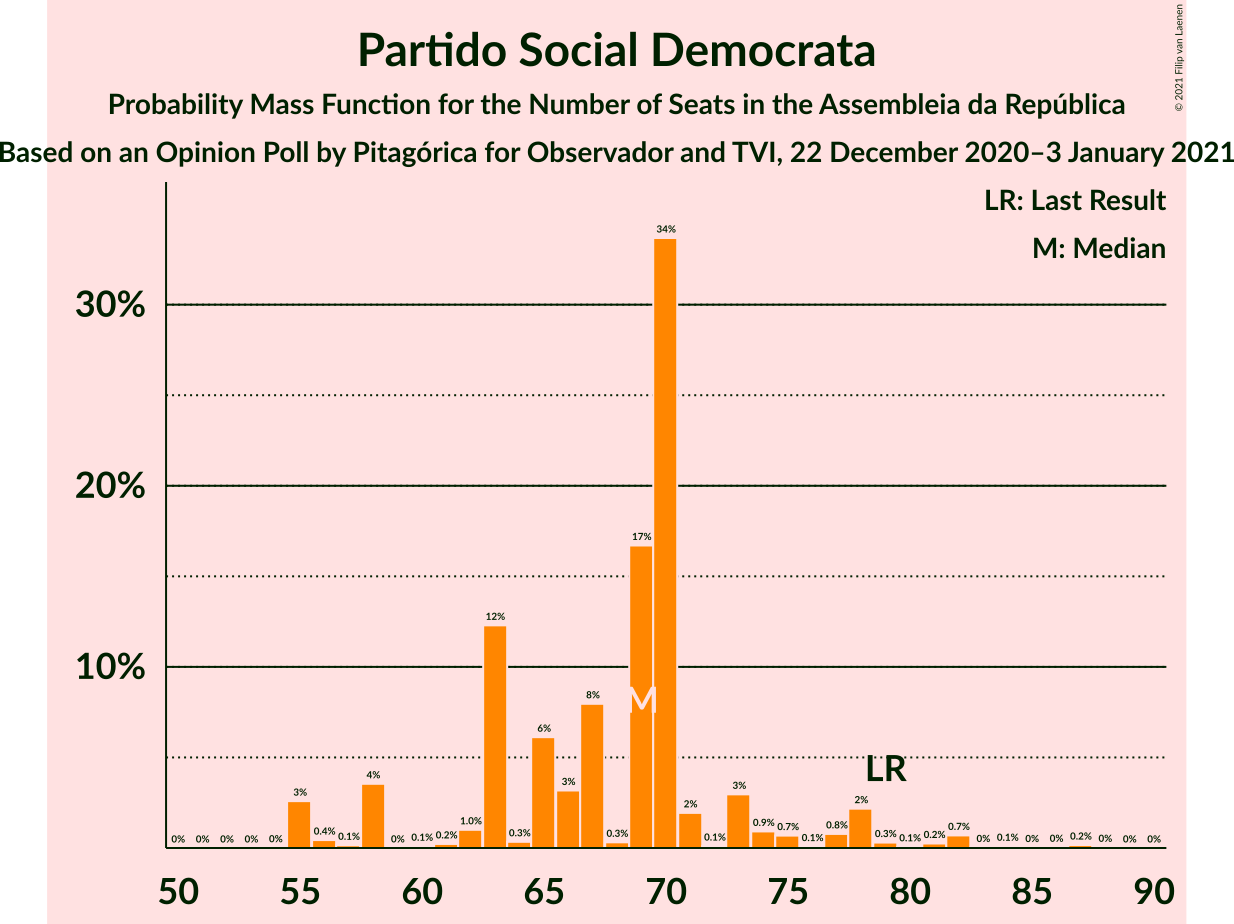 © 2021 Filip van Laenen
Partido Social Democrata
Probability Mass Function for the Number of Seats in the Assembleia da República
Based on an Opinion Poll by Pitagórica for Observador and TVI, 22 December 2020–3 January 2021
LR: Last Result
M: Median
30%
20%
10%
0% 0% 0% 0% 0% 3% 0.4% 0.1% 4% 0% 0.1% 0.2% 1.0% 12% 0.3% 6% 3% 8% 0.3% 17% 34% 2% 0.1% 3% 0.9% 0.7% 0.1% 0.8% 2% 0.3% 0.1% 0.2% 0.7% 0% 0.1% 0% 0% 0.2% 0% 0% 0%
M
LR
50 55 60 65 70 75 80 85 90